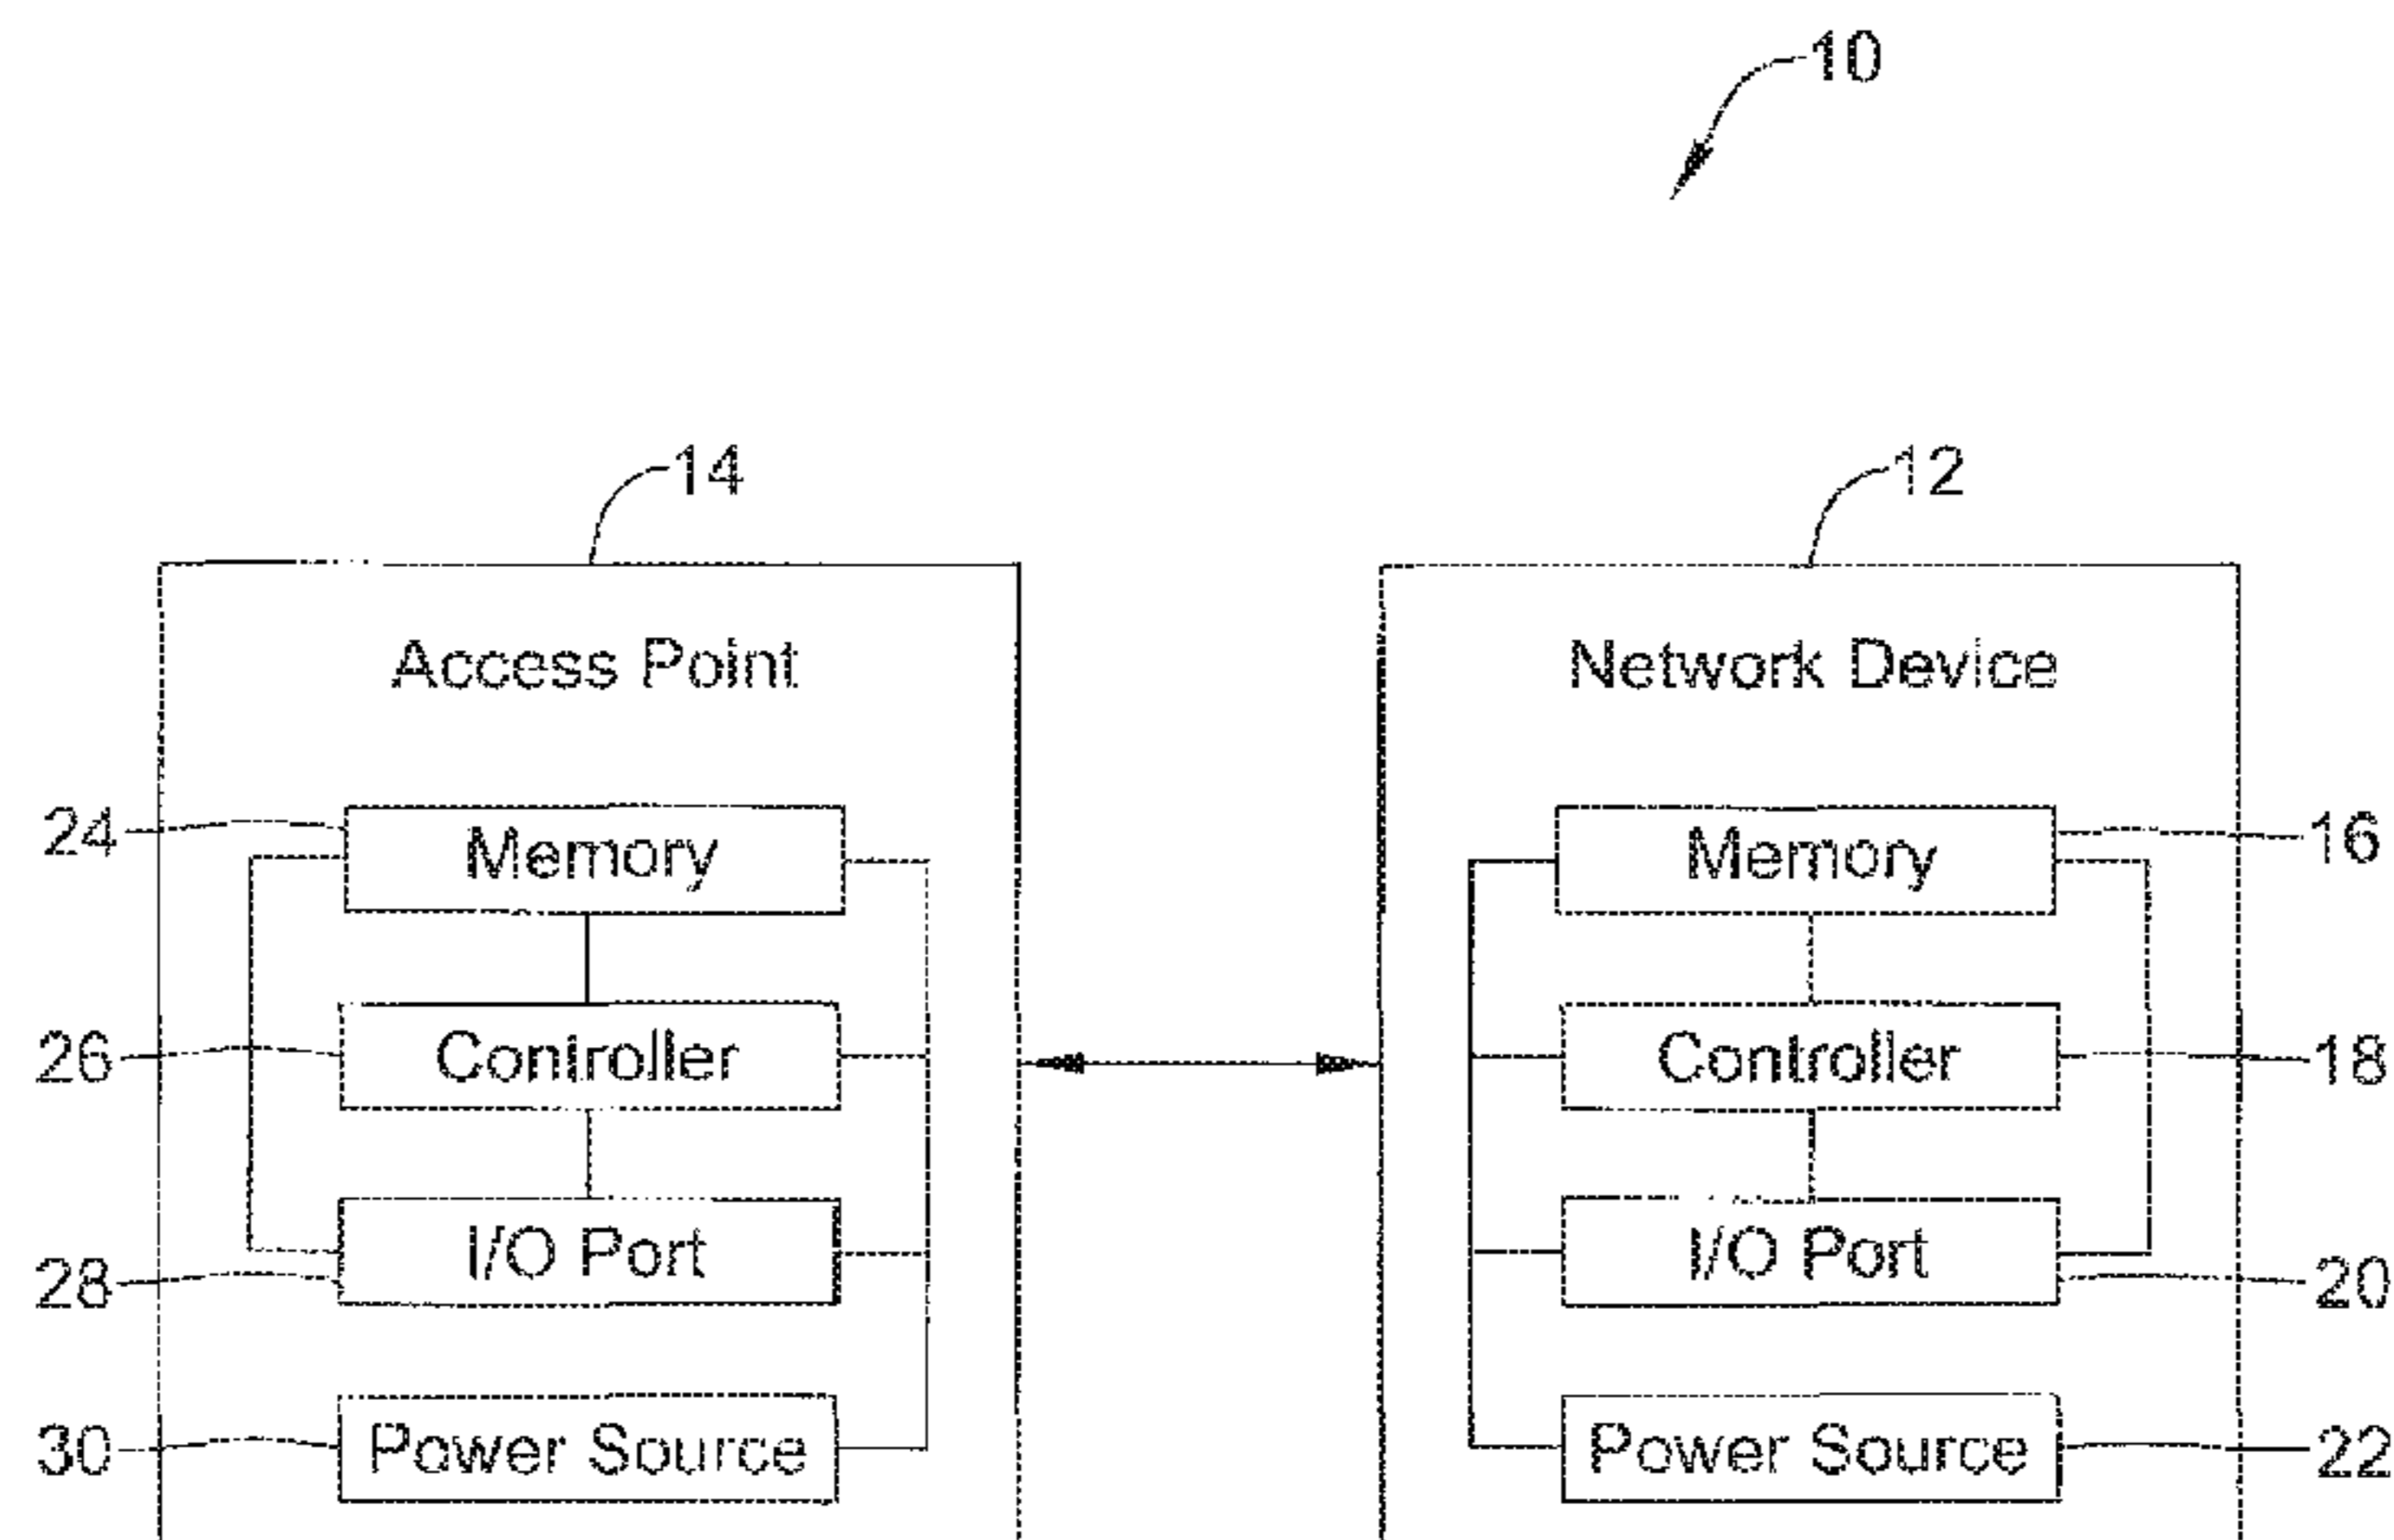 10
14
12
Access Point
Network Device
24
Memory
Memory
16
26
Controller
Controller
18
28
I/O Port
I/O Port
20
30
Power Source
Power Source
22